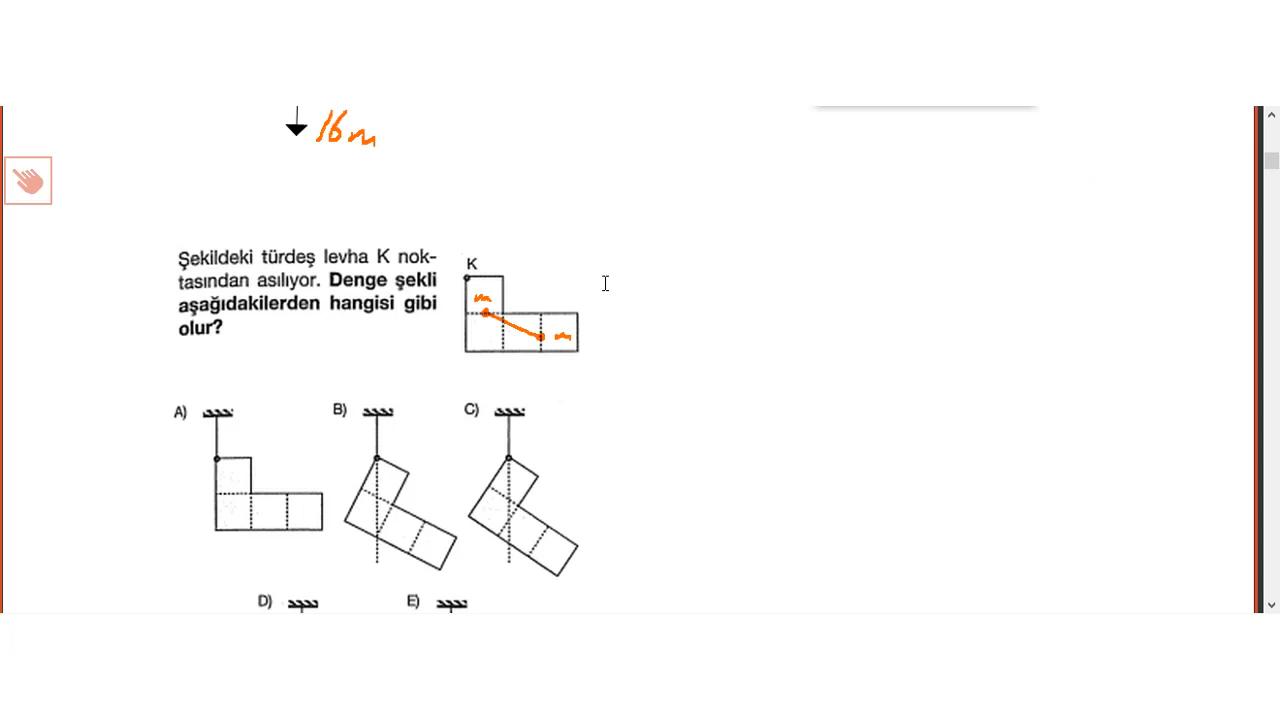 16m
Şekildeki türdeş levha K nok-
tasından asılıyor. Denge şekli
aşağıdakilerden hangisi gibi
olur?
K
m
m
A)
B)
C)
D)
E)